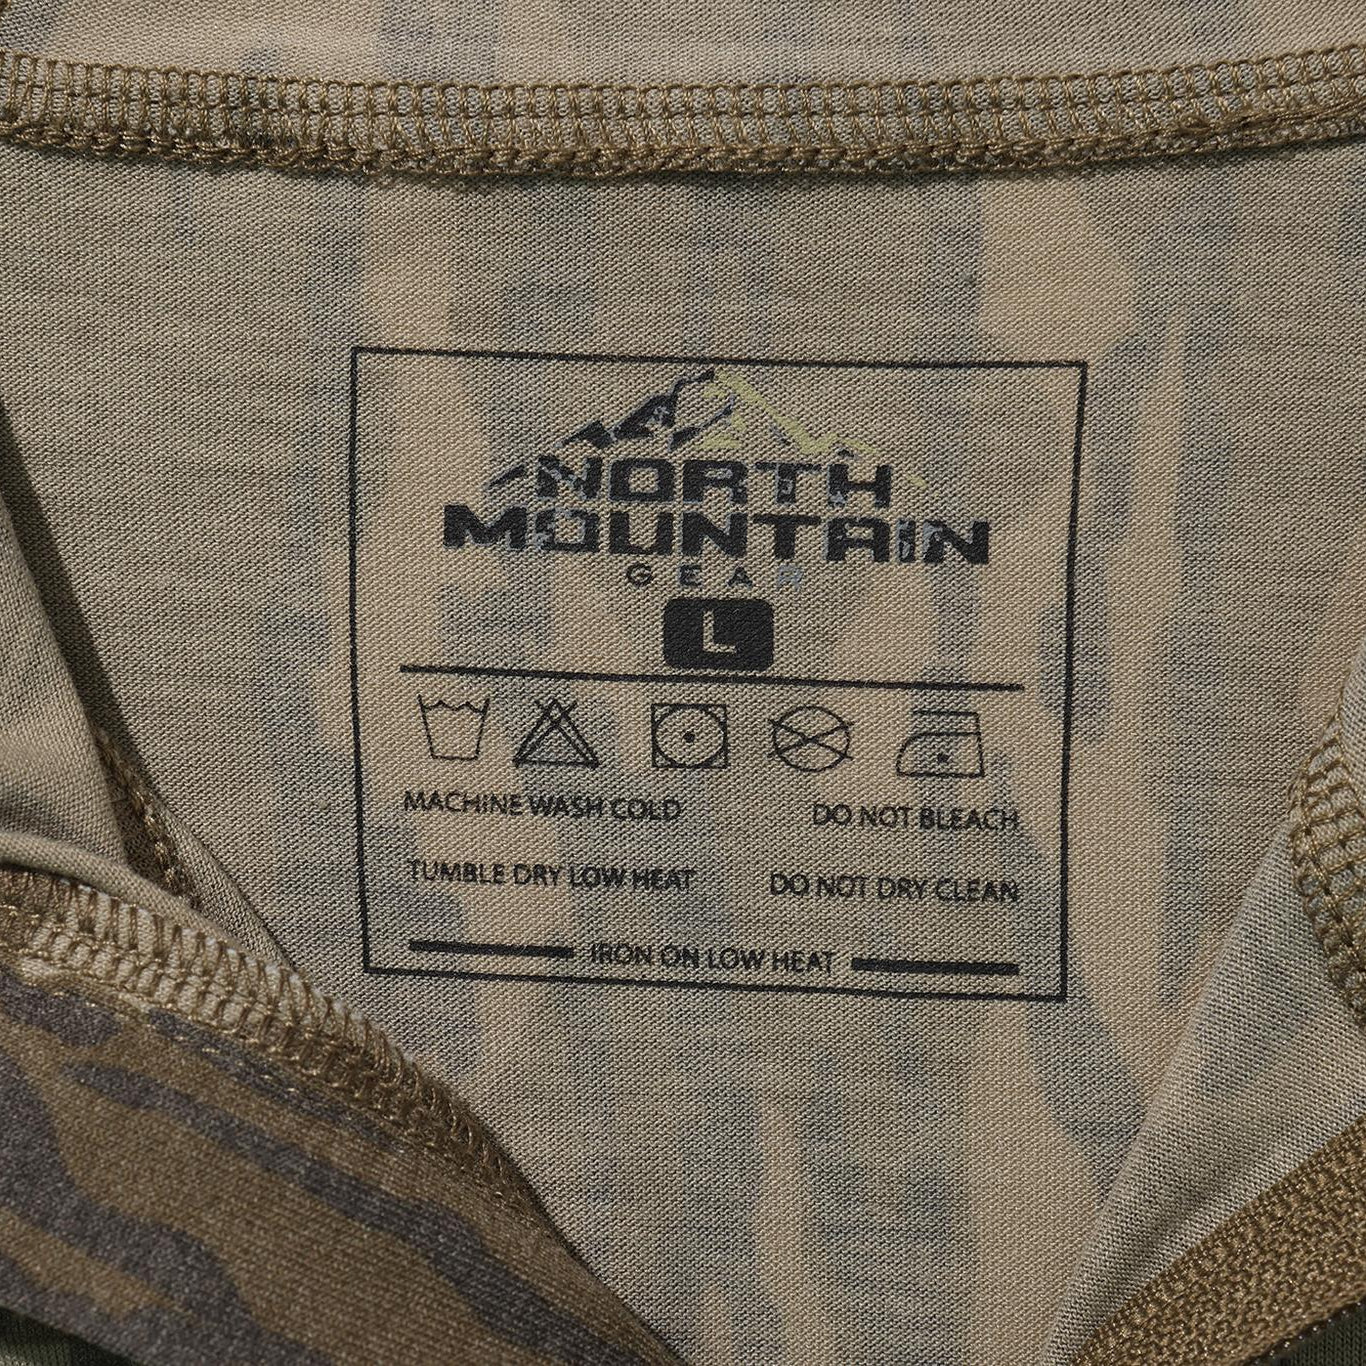 NORTH
MOUNTAIN
GEAR
L
MACHINE WASH COLD DO NOT BLEACH
TUMBLE DRY LOW HEAT DO NOT DRY CLEAN
IRON ON LOW HEAT